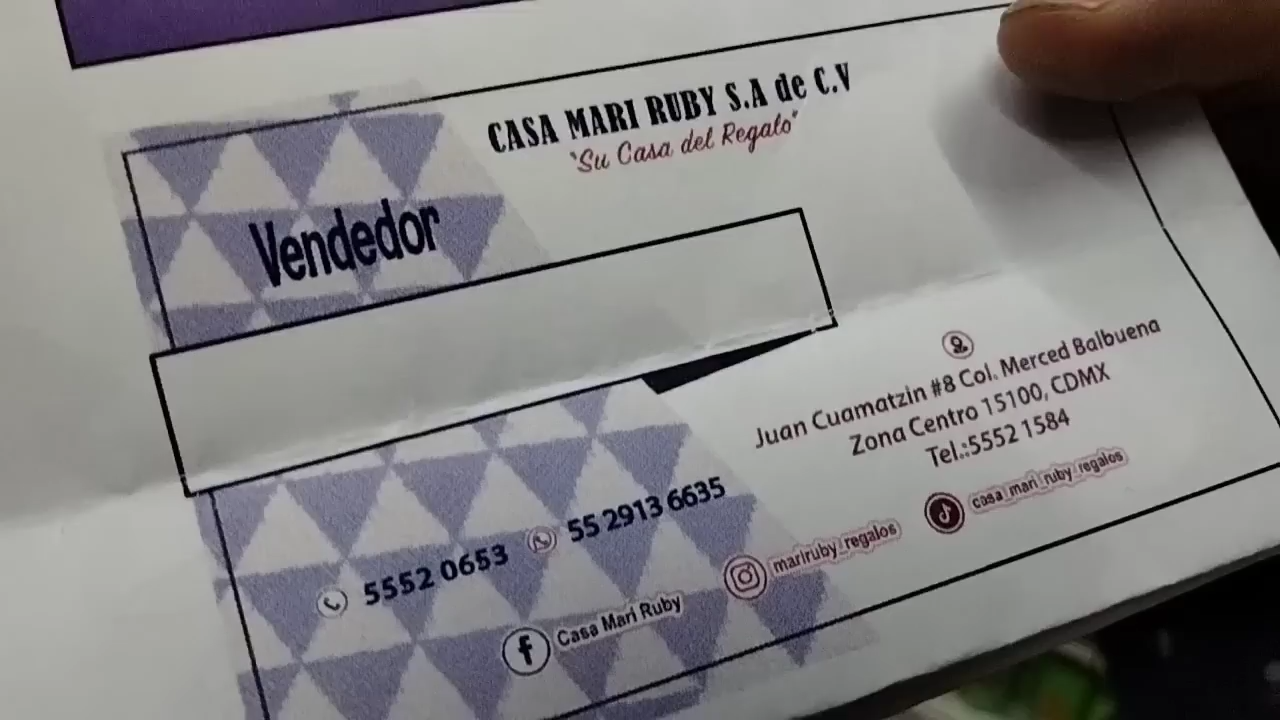 CASA MARI RUBY S.A de C.V
"Su Casa del Regalo"
Vendedor
Juan Cuamatzin #8 Col. Merced Balbuena
Zona Centro 15100, CDMX
Tel.:5552 1584
5552 0653
55 2913 6635
Casa Mari Ruby
mariruby_regalos
casa_mari_ruby_regalos